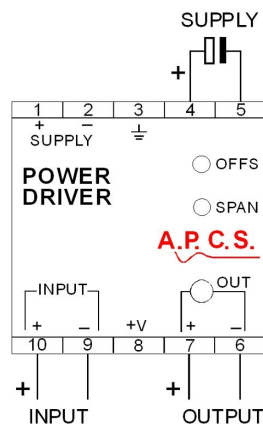 SUPPLY
+
1 2 3 4 5
+ −
SUPPLY
OFFS
POWER
DRIVER
SPAN
A.P.C.S.
INPUT
OUT
+ − +V + −
10 9 8 7 6
+ +
INPUT OUTPUT